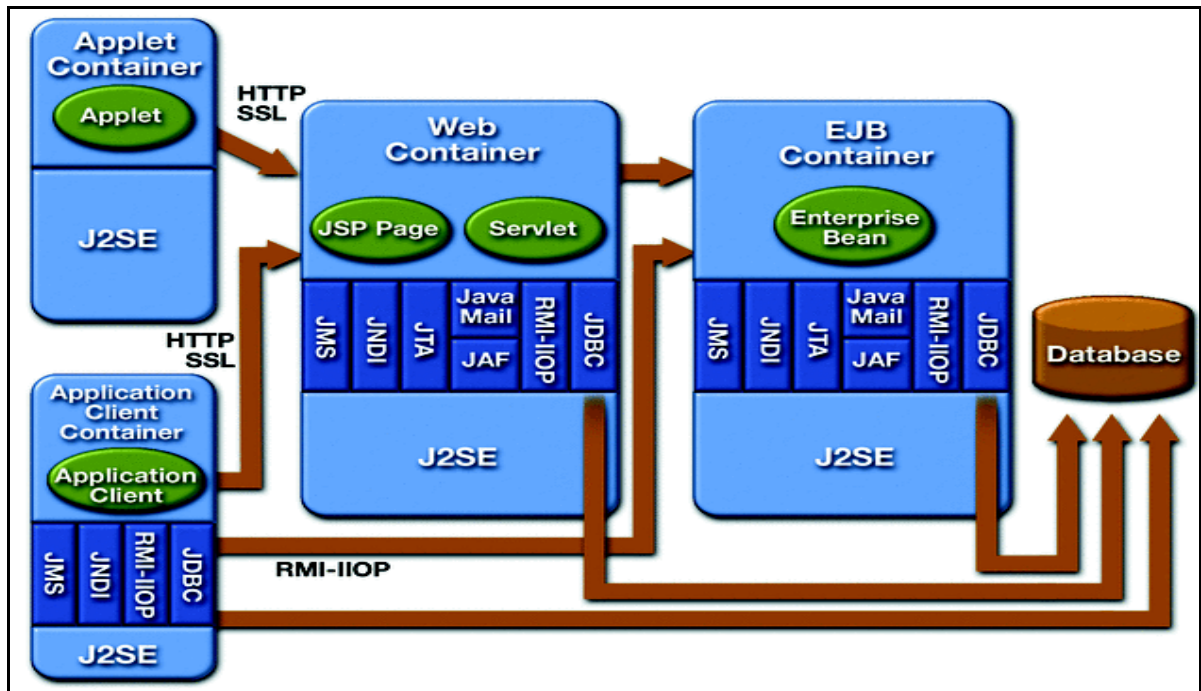 Applet
Container
Applet
J2SE
HTTP
SSL
HTTP
SSL
Application
Client
Container
Application
Client
JMS
JNDI
RMI-IIOP
JDBC
J2SE
RMI-IIOP
Web
Container
JSP Page
Servlet
JMS
JNDI
JTA
Java
Mail
JAF
RMI-IIOP
JDBC
J2SE
EJB
Container
Enterprise
Bean
JMS
JNDI
JTA
Java
Mail
JAF
RMI-IIOP
JDBC
J2SE
Database